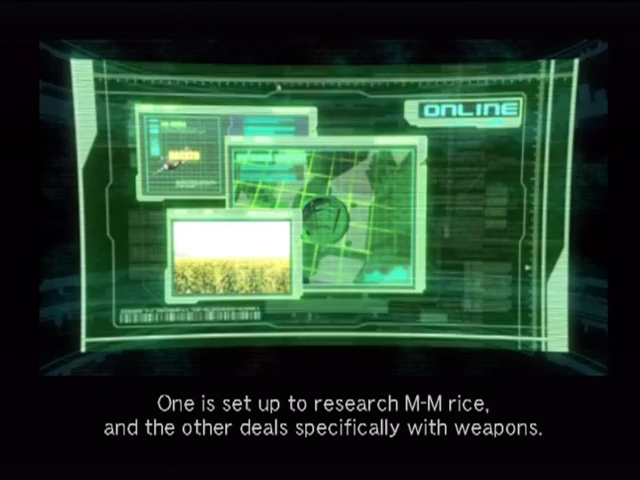 ONLINE
One is set up to research M-M rice,
and the other deals specifically with weapons.